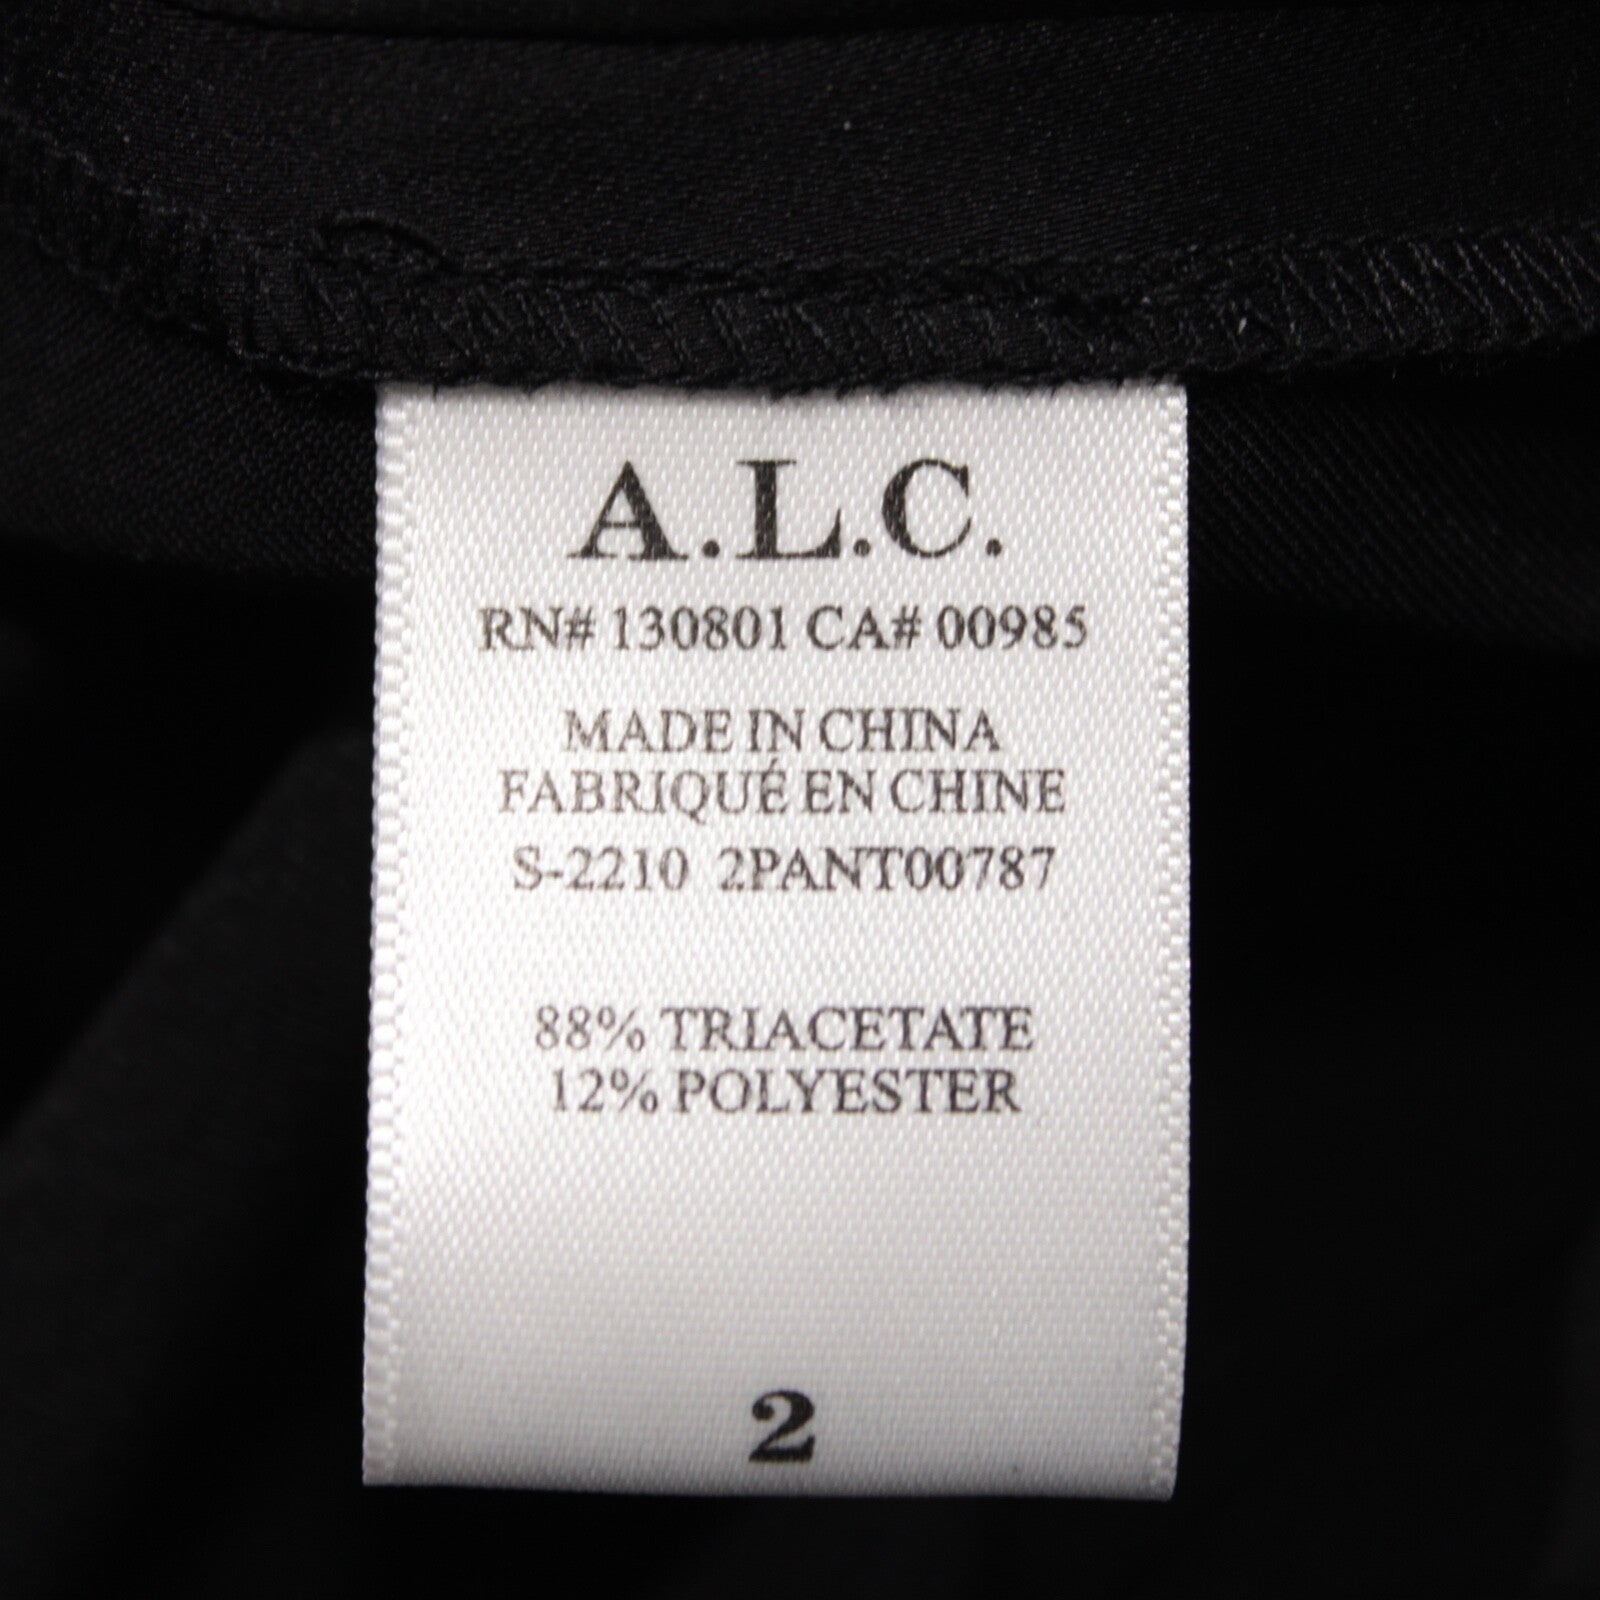 A.L.C.
RN# 130801 CA# 00985
MADE IN CHINA
FABRIQUÉ EN CHINE
S-2210 2PANT00787
88% TRIACETATE
12% POLYESTER
2